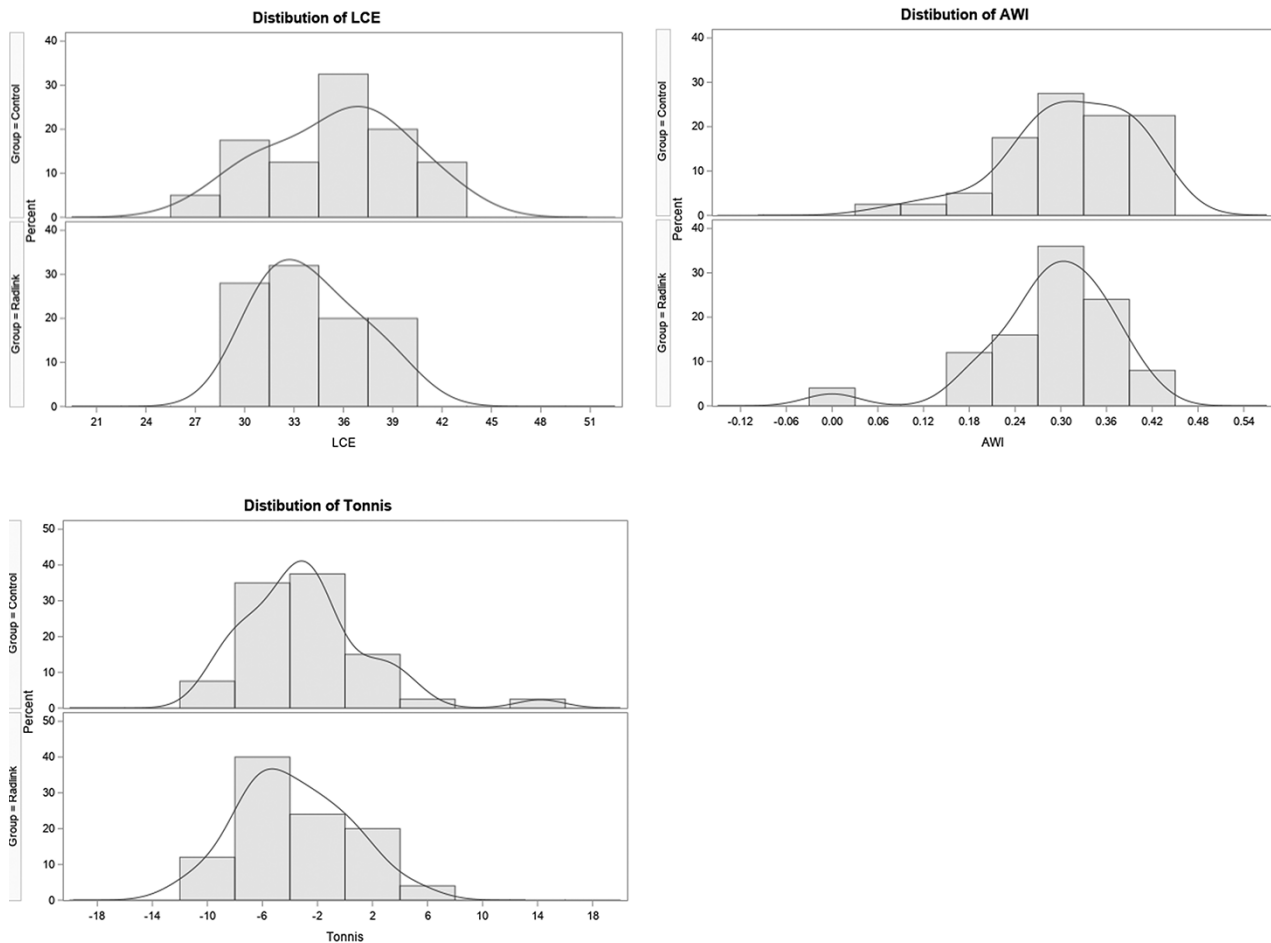 Distibution of LCE
Group = Control
40
30
20
10
0
Percent
Group = Radlink
40
30
20
10
0
21 24 27 30 33 36 39 42 45 48 51
LCE
Distibution of AWI
Group = Control
40
30
20
10
0
Percent
Group = Radlink
40
30
20
10
0
-0.12 -0.06 0.00 0.06 0.12 0.18 0.24 0.30 0.36 0.42 0.48 0.54
AWI
Distibution of Tonnis
Group = Control
50
40
30
20
10
0
Percent
Group = Radlink
50
40
30
20
10
0
-18 -14 -10 -6 -2 2 6 10 14 18
Tonnis